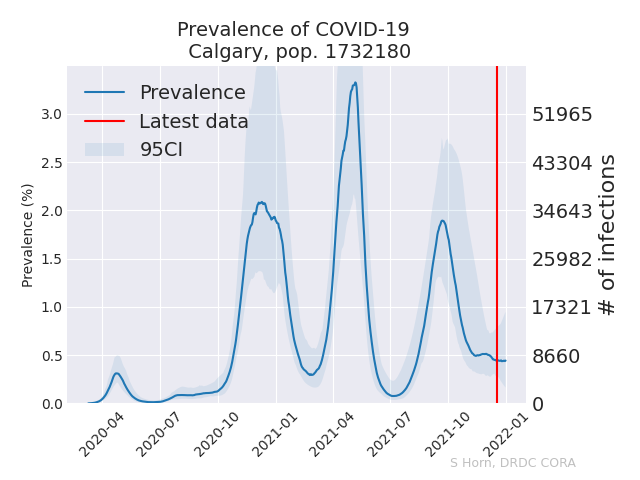 Prevalence of COVID-19
Calgary, pop. 1732180
Prevalence
Latest data
95CI
Prevalence (%)
3.0
2.5
2.0
1.5
1.0
0.5
0.0
51965
43304
34643
25982
17321
8660
0
# of infections
2020-04
2020-07
2020-10
2021-01
2021-04
2021-07
2021-10
2022-01
S Horn, DRDC CORA